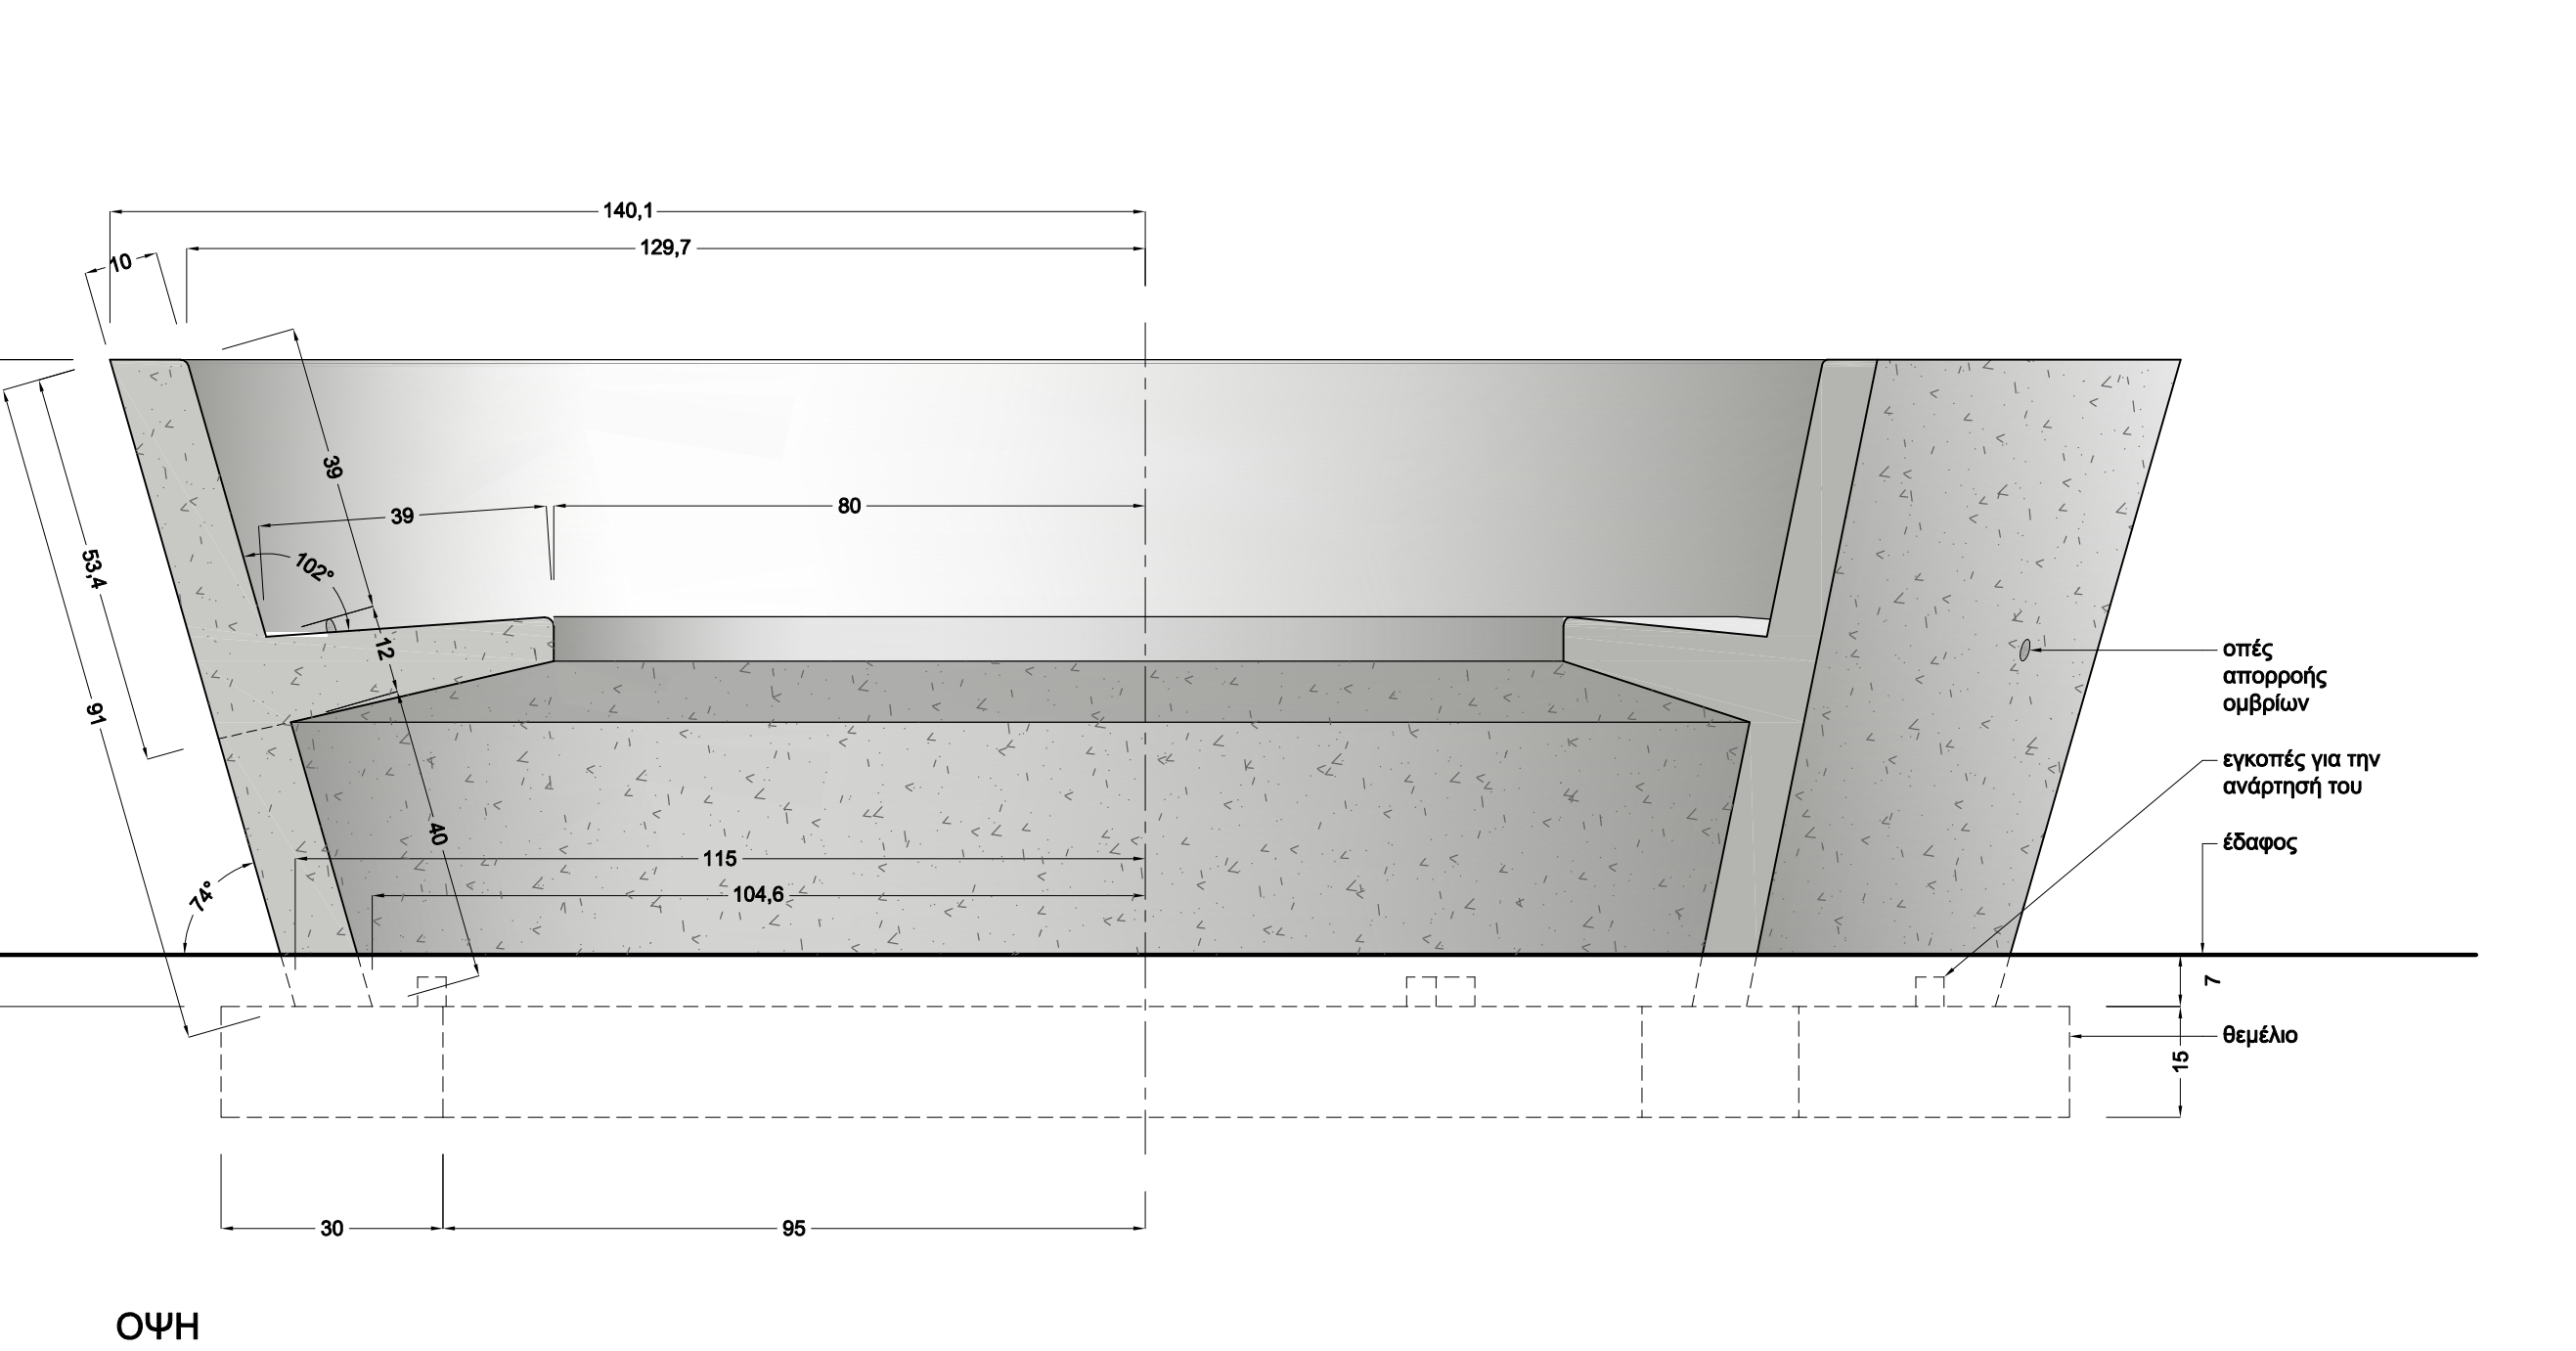 140,1
129,7
10
39
39
80
102°
53,4
12
91
40
115
104,6
74°
οπές
απορροής
ομβρίων
εγκοπές για την
ανάρτησή του
έδαφος
7
θεμέλιο
15
30
95
ΟΨΗ